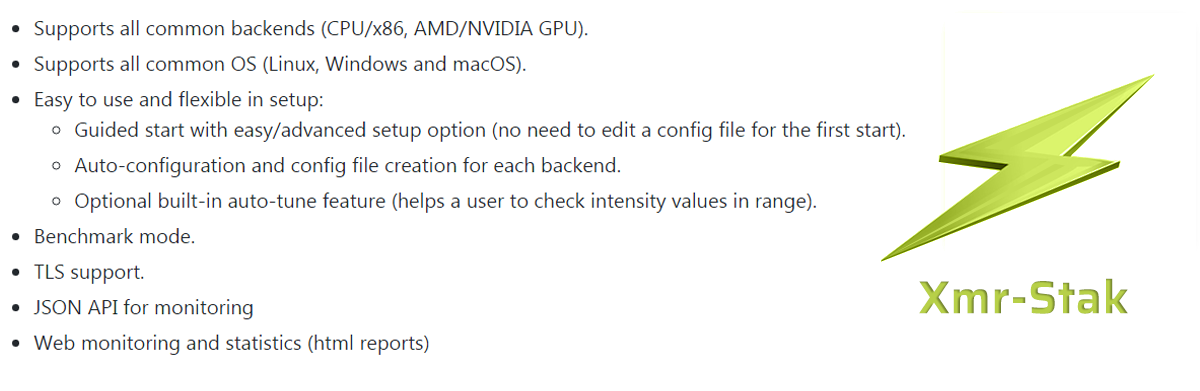 Supports all common backends (CPU/x86, AMD/NVIDIA GPU).
Supports all common OS (Linux, Windows and macOS).
Easy to use and flexible in setup:
Guided start with easy/advanced setup option (no need to edit a config file for the first start).
Auto-configuration and config file creation for each backend.
Optional built-in auto-tune feature (helps a user to check intensity values in range).
Benchmark mode.
TLS support.
JSON API for monitoring
Web monitoring and statistics (html reports)
Xmr-Stak